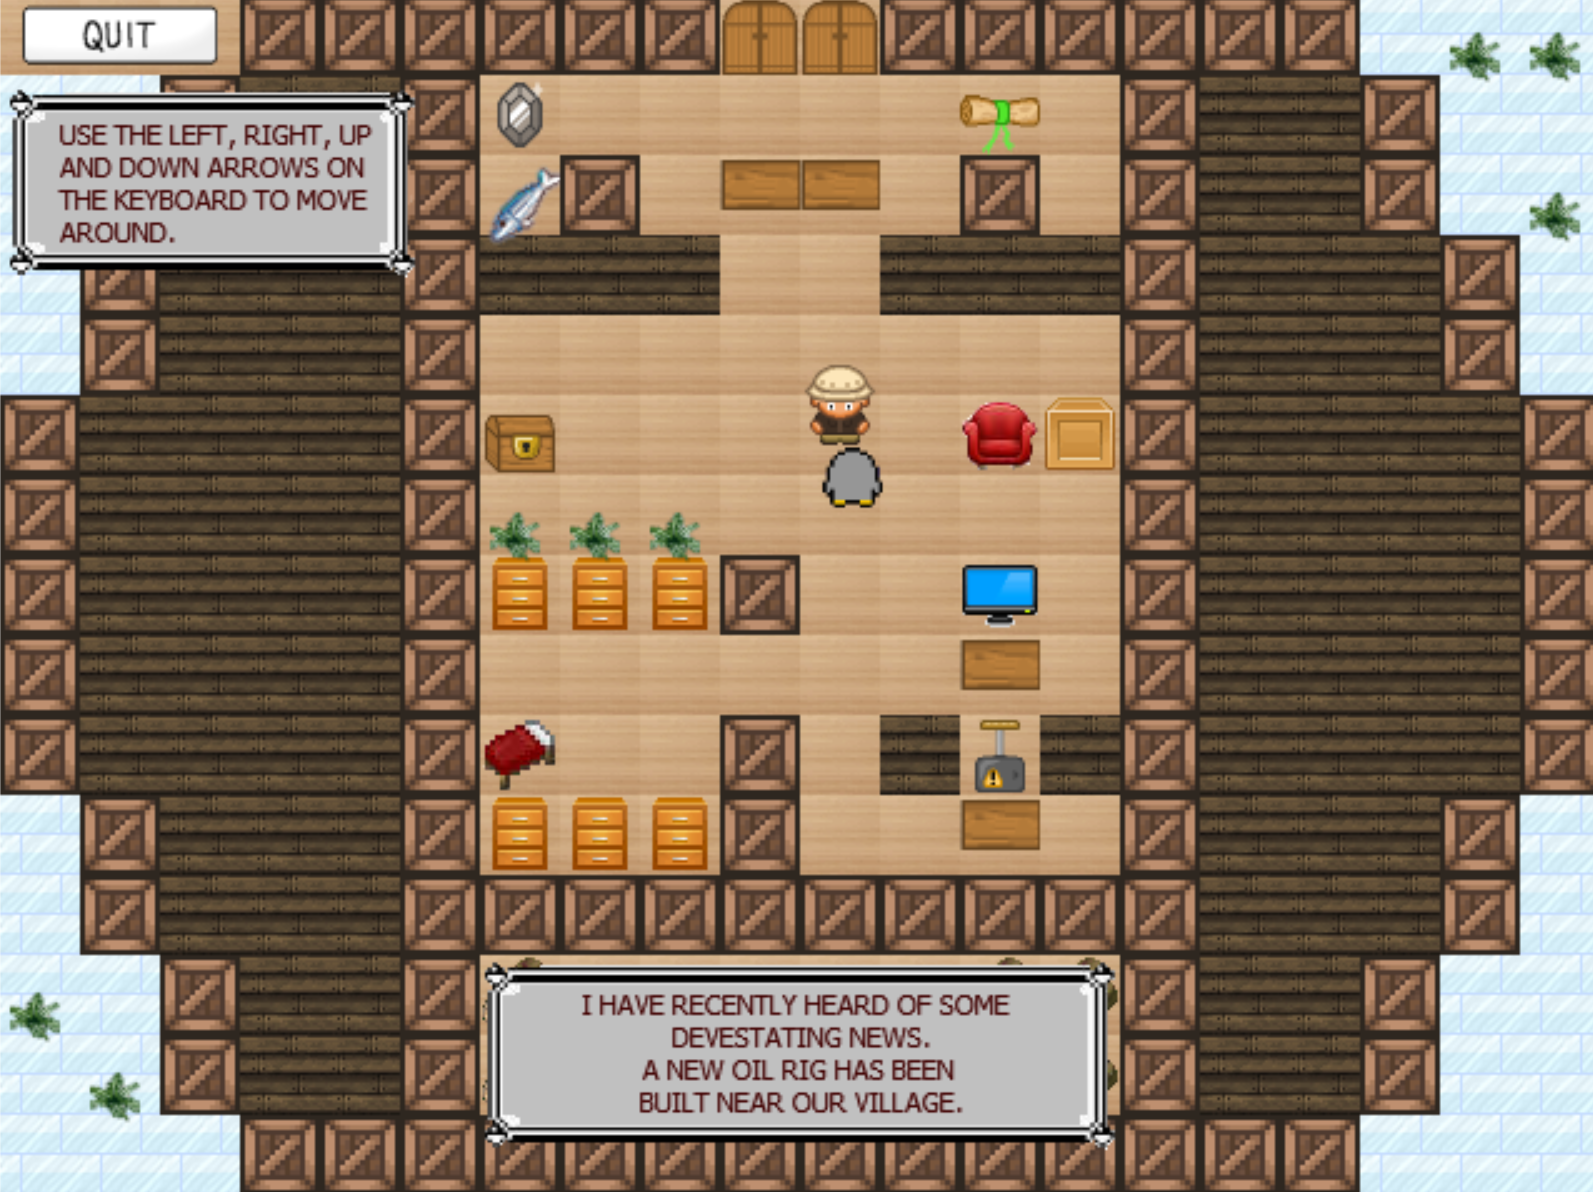 QUIT
USE THE LEFT, RIGHT, UP
AND DOWN ARROWS ON
THE KEYBOARD TO MOVE
AROUND.
I HAVE RECENTLY HEARD OF SOME
DEVESTATING NEWS.
A NEW OIL RIG HAS BEEN
BUILT NEAR OUR VILLAGE.